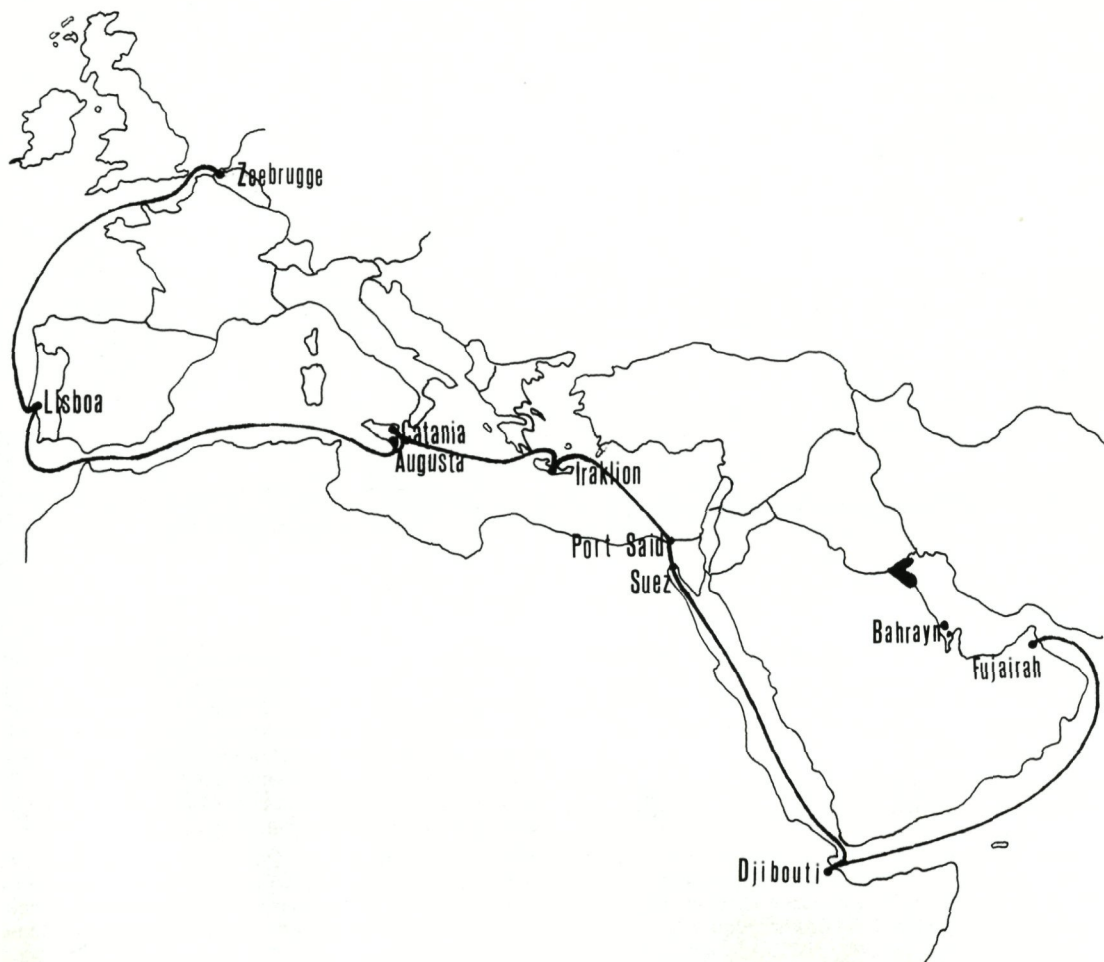 Zeebrugge
Lisboa
Catania
Augusta
Iraklion
Port Said
Suez
Bahrayn
Fujairah
Djibouti